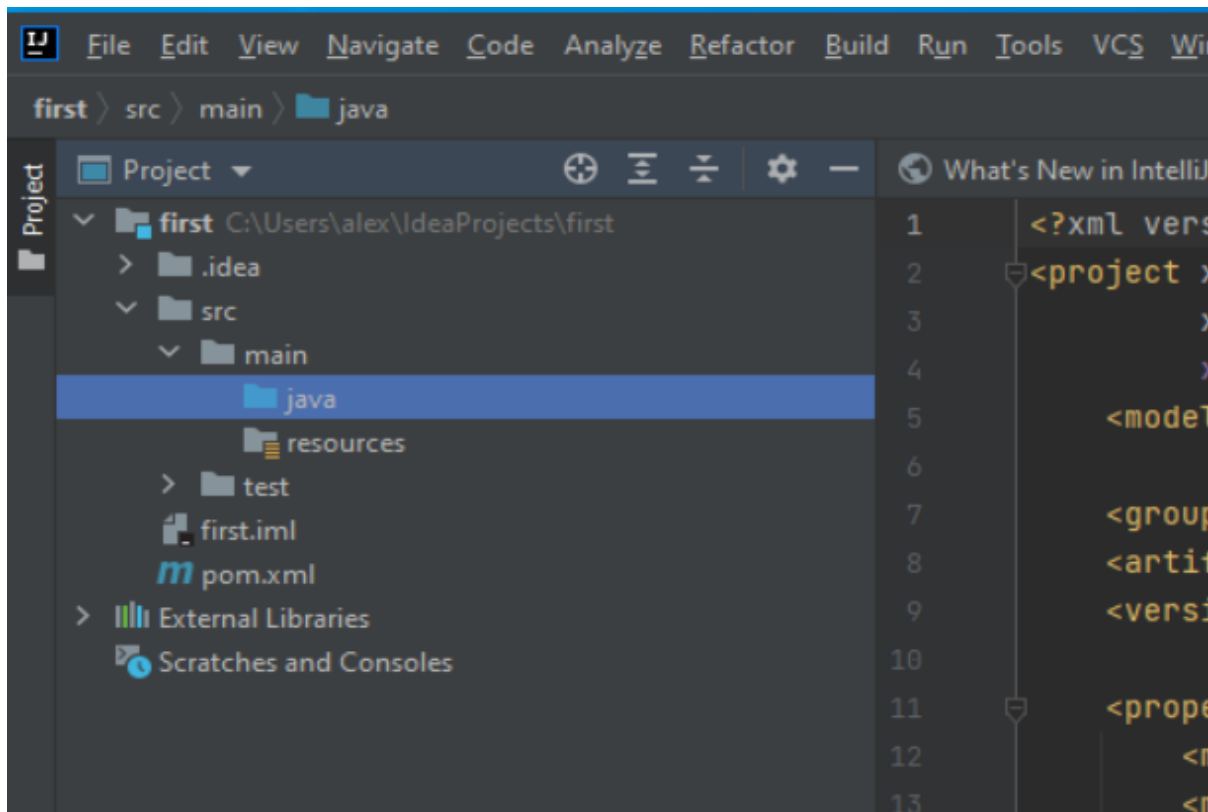 IJ File Edit View Navigate Code Analyze Refactor Build Run Tools VCS
first 〉 src 〉 main 〉 java
Project
Project
What's New in IntelliJ
first C:\Users\alex\IdeaProjects\first
.idea
src
main
java
resources
test
first.iml
m pom.xml
External Libraries
Scratches and Consoles
1 <?xml vers
2 <project x
3 x
4 x
5 <model
6
7 <group
8 <artif
9 <versi
10
11 <prope
12 <m
13